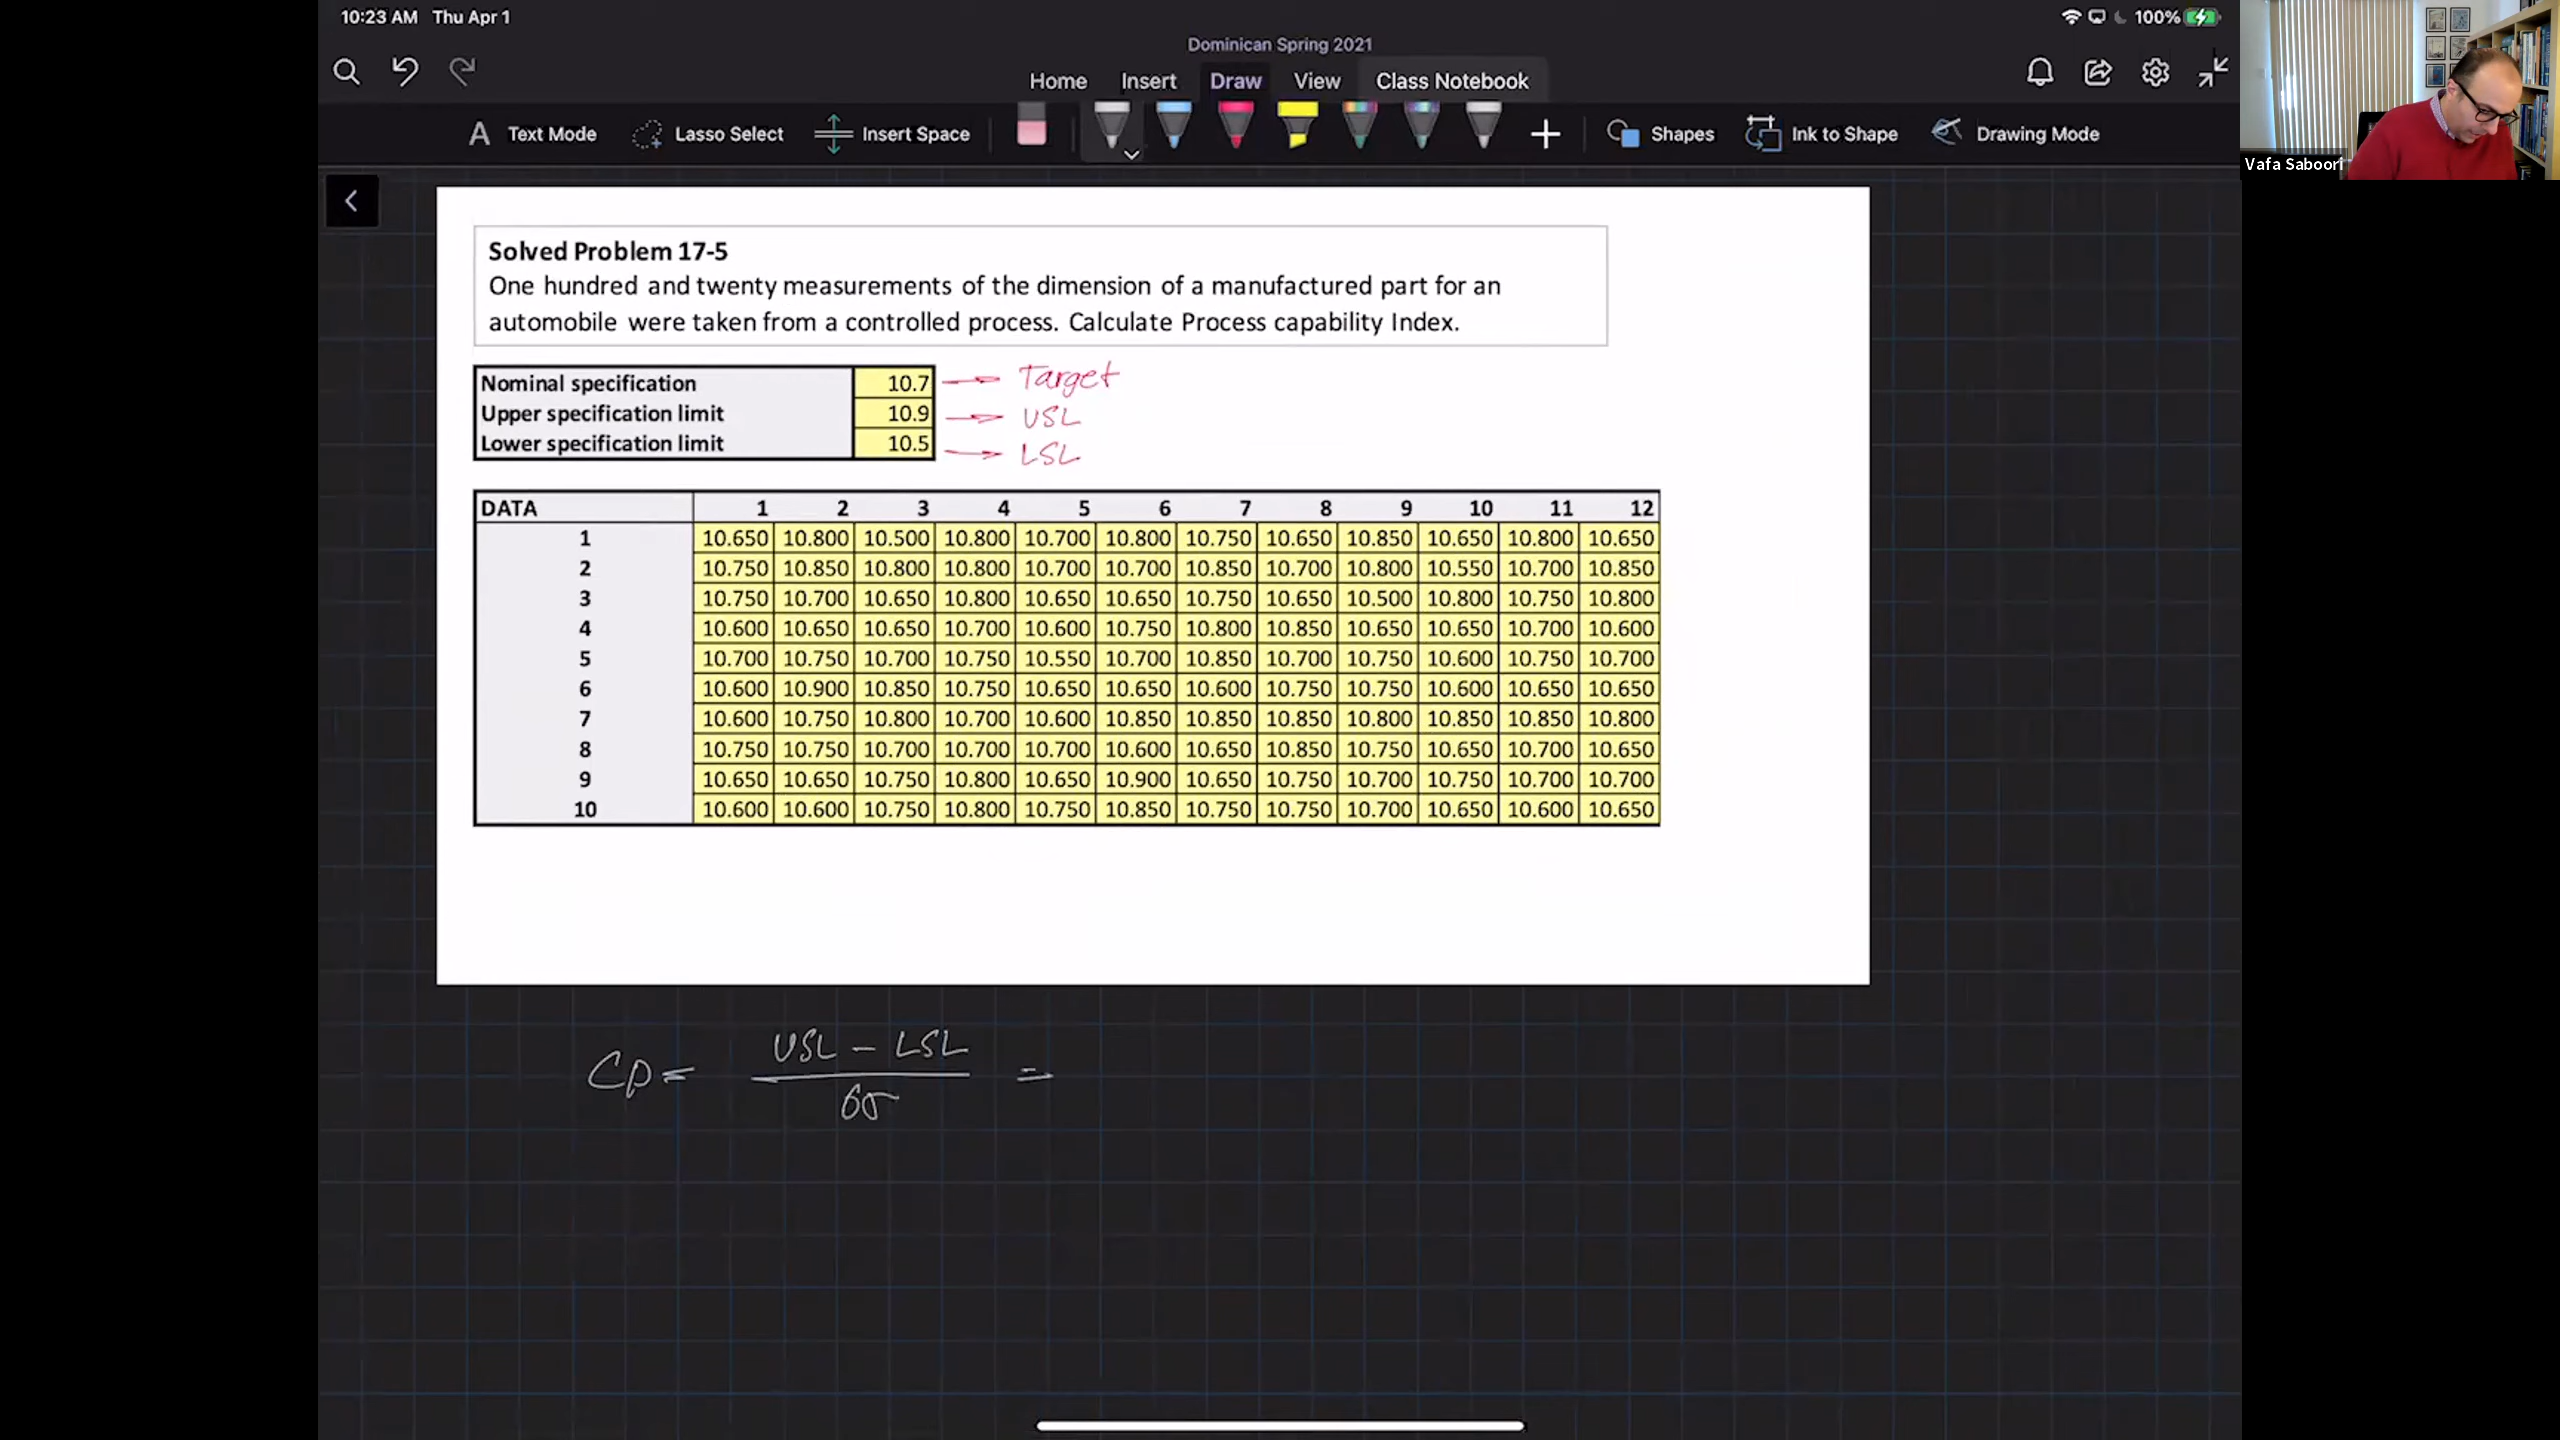 10:23 AM Thu Apr 1
100%
Dominican Spring 2021
Home Insert Draw View Class Notebook
Text Mode Lasso Select Insert Space Shapes Ink to Shape Drawing Mode
Vafa Saboori
Solved Problem 17-5
One hundred and twenty measurements of the dimension of a manufactured part for an
automobile were taken from a controlled process. Calculate Process capability Index.
Nominal specification 10.7 → Target
Upper specification limit 10.9 → USL
Lower specification limit 10.5 → LSL
DATA 1 2 3 4 5 6 7 8 9 10 11 12
1 10.650 10.800 10.500 10.800 10.700 10.800 10.750 10.650 10.850 10.650 10.800 10.650
2 10.750 10.850 10.800 10.800 10.700 10.700 10.850 10.700 10.800 10.550 10.700 10.850
3 10.750 10.700 10.650 10.800 10.650 10.650 10.750 10.650 10.500 10.800 10.750 10.800
4 10.600 10.650 10.650 10.700 10.600 10.750 10.800 10.850 10.650 10.650 10.700 10.600
5 10.700 10.750 10.700 10.750 10.550 10.700 10.850 10.700 10.750 10.600 10.750 10.700
6 10.600 10.900 10.850 10.750 10.650 10.650 10.600 10.750 10.750 10.600 10.650 10.650
7 10.600 10.750 10.800 10.700 10.600 10.850 10.850 10.850 10.800 10.850 10.850 10.800
8 10.750 10.750 10.700 10.700 10.700 10.600 10.650 10.850 10.750 10.650 10.700 10.650
9 10.650 10.650 10.750 10.800 10.650 10.900 10.650 10.750 10.700 10.750 10.700 10.700
10 10.600 10.600 10.750 10.800 10.750 10.850 10.750 10.750 10.700 10.650 10.600 10.650
USL - LSL
Cp = =
6σ